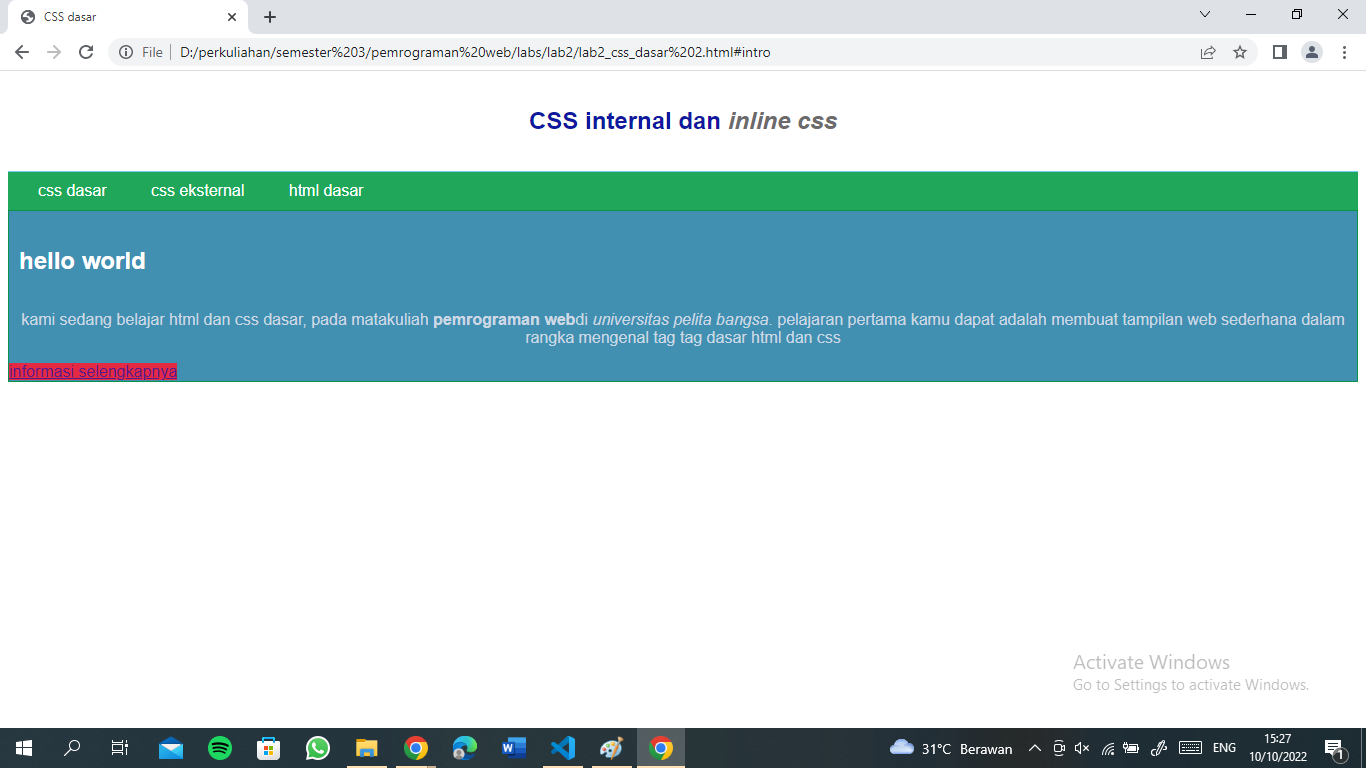 CSS dasar
File D:/perkuliahan/semester%203/pemrograman%20web/labs/lab2/lab2_css_dasar%202.html#intro
CSS internal dan inline css
css dasar css eksternal html dasar
hello world
kami sedang belajar html dan css dasar, pada matakuliah pemrograman webdi universitas pelita bangsa. pelajaran pertama kamu dapat adalah membuat tampilan web sederhana dalam
rangka mengenal tag tag dasar html dan css
informasi selengkapnya
Activate Windows
Go to Settings to activate Windows.
31°C Berawan ENG 15:27
10/10/2022 1